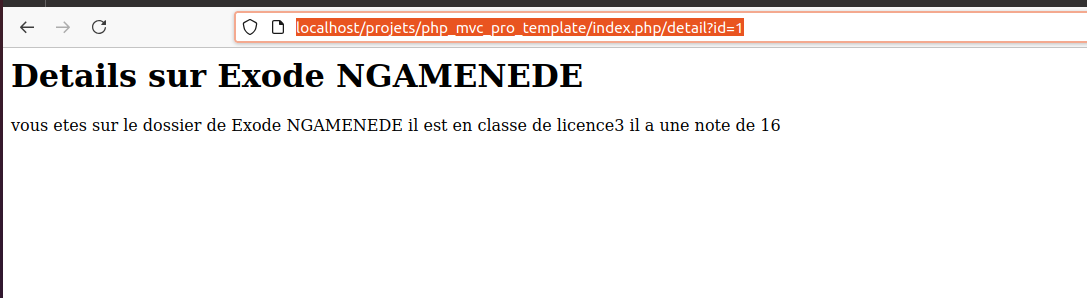 localhost/projets/php_mvc_pro_template/index.php/detail?id=1
Details sur Exode NGAMENEDE
vous etes sur le dossier de Exode NGAMENEDE il est en classe de licence3 il a une note de 16